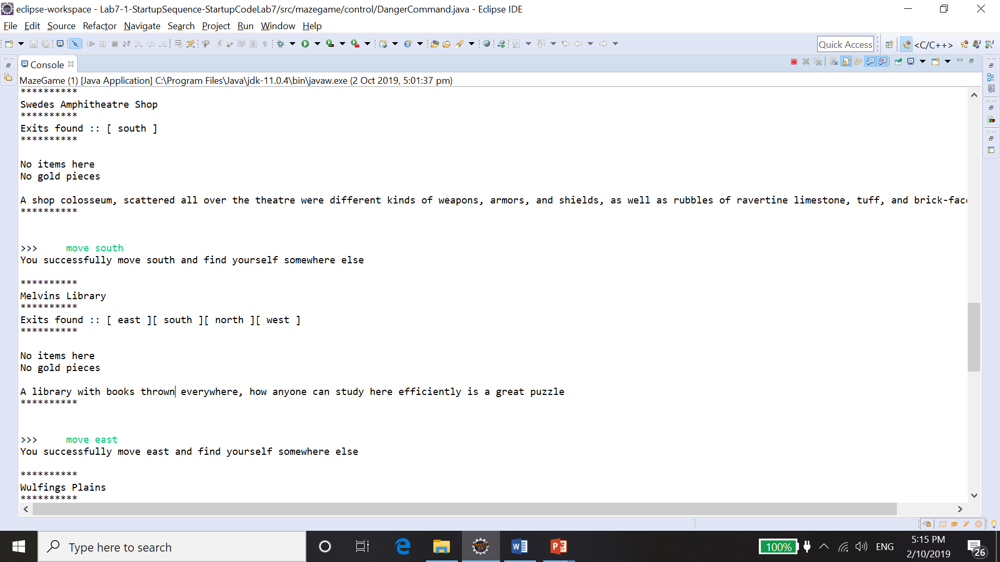 eclipse-workspace - Lab7-1-StartupSequence-StartupCodeLab7/src/mazegame/control/DangerCommand.java - Eclipse IDE
File Edit Source Refactor Navigate Search Project Run Window Help
Quick Access
<C/C++>
Console
MazeGame (1) [Java Application] C:\Program Files\Java\jdk-11.0.4\bin\javaw.exe (2 Oct 2019, 5:01:37 pm)
**********
Swedes Amphitheatre Shop
**********
Exits found :: [ south ]
**********
No items here
No gold pieces
A shop colosseum, scattered all over the theatre were different kinds of weapons, armors, and shields, as well as rubbles of ravertine limestone, tuff, and brick-fac
**********
>>> move south
You successfully move south and find yourself somewhere else
**********
Melvins Library
**********
Exits found :: [ east ][ south ][ north ][ west ]
**********
No items here
No gold pieces
A library with books thrown everywhere, how anyone can study here efficiently is a great puzzle
**********
>>> move east
You successfully move east and find yourself somewhere else
**********
Wulfings Plains
**********
Type here to search
100%
ENG
5:15 PM
2/10/2019
26